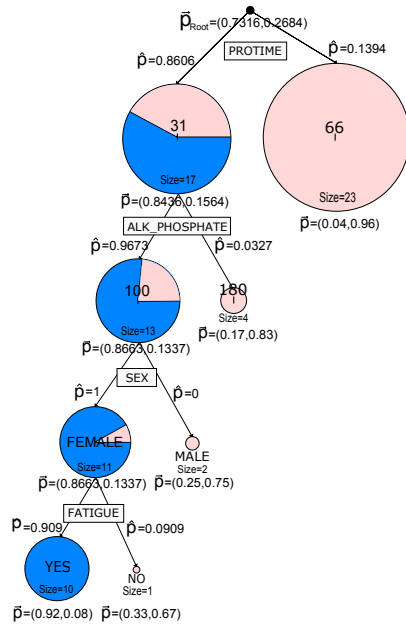 p⃗Root=(0.7316,0.2684)
PROTIME
p̂=0.8606
p̂=0.1394
31
66
Size=17
Size=23
p⃗=(0.8436,0.1564)
p⃗=(0.04,0.96)
ALK_PHOSPHATE
p̂=0.9673
p̂=0.0327
100
180
Size=13
Size=4
p⃗=(0.8663,0.1337)
p⃗=(0.17,0.83)
SEX
p̂=1
p̂=0
FEMALE
MALE
Size=11
Size=2
p⃗=(0.8663,0.1337)
p⃗=(0.25,0.75)
FATIGUE
p=0.909
p̂=0.0909
YES
NO
Size=10
Size=1
p⃗=(0.92,0.08)
p⃗=(0.33,0.67)